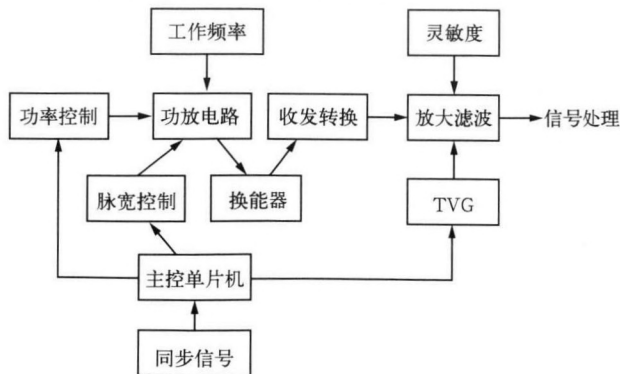 工作频率
灵敏度
功率控制
功放电路
收发转换
放大滤波
信号处理
脉宽控制
换能器
TVG
主控单片机
同步信号